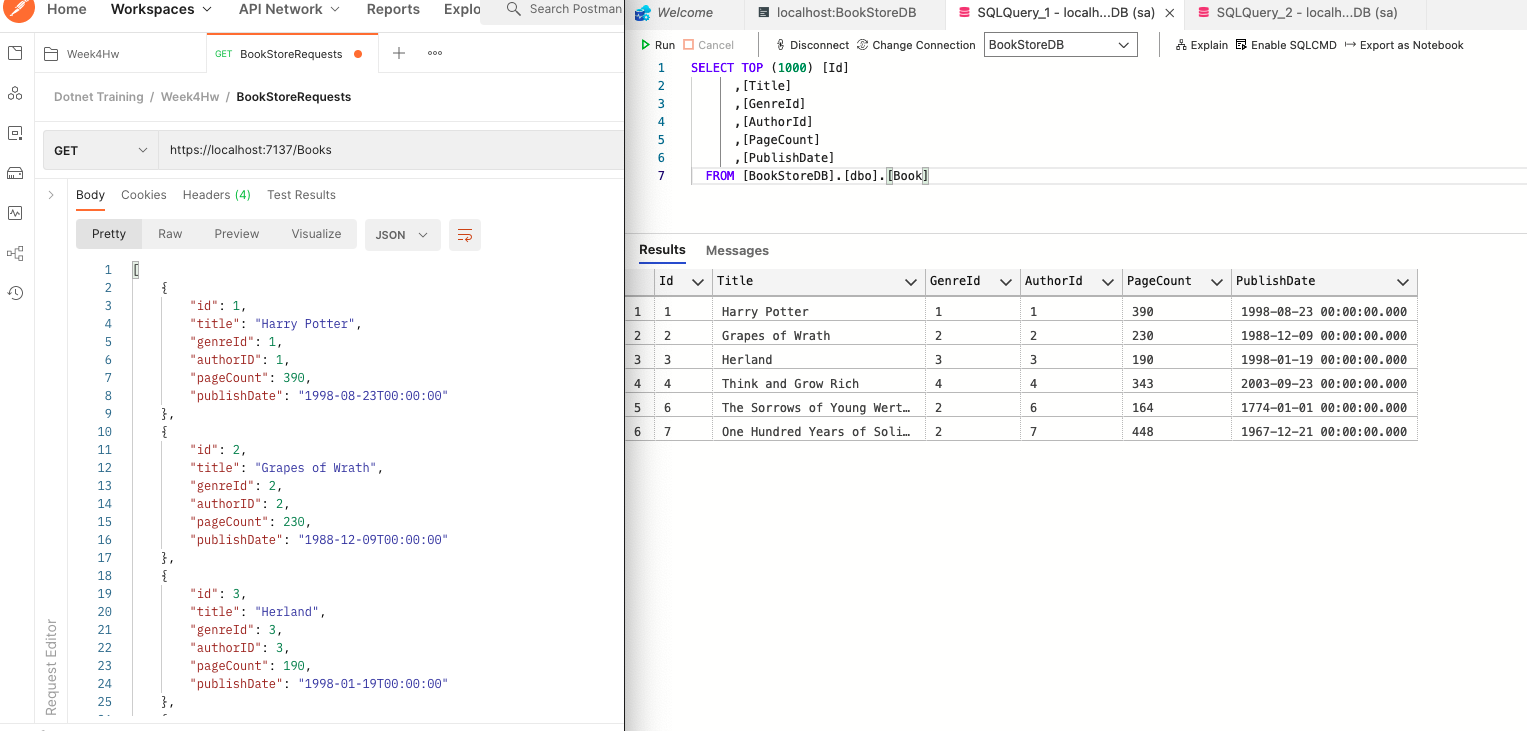 Home Workspaces API Network Reports Explo Search Postman
Week4Hw GET BookStoreRequests
Dotnet Training / Week4Hw / BookStoreRequests
GET https://localhost:7137/Books
Body Cookies Headers (4) Test Results
Pretty Raw Preview Visualize JSON
1 [
2 {
3 "id": 1,
4 "title": "Harry Potter",
5 "genreId": 1,
6 "authorID": 1,
7 "pageCount": 390,
8 "publishDate": "1998-08-23T00:00:00"
9 },
10 {
11 "id": 2,
12 "title": "Grapes of Wrath",
13 "genreId": 2,
14 "authorID": 2,
15 "pageCount": 230,
16 "publishDate": "1988-12-09T00:00:00"
17 },
18 {
19 "id": 3,
20 "title": "Herland",
21 "genreId": 3,
22 "authorID": 3,
23 "pageCount": 190,
24 "publishDate": "1998-01-19T00:00:00"
25 },
Request Editor
Welcome localhost:BookStoreDB SQLQuery_1 - localh...DB (sa) SQLQuery_2 - localh...DB (sa)
Run Cancel Disconnect Change Connection BookStoreDB Explain Enable SQLCMD Export as Notebook
1 SELECT TOP (1000) [Id]
2 ,[Title]
3 ,[GenreId]
4 ,[AuthorId]
5 ,[PageCount]
6 ,[PublishDate]
7 FROM [BookStoreDB].[dbo].[Book]
Results Messages
Id Title GenreId AuthorId PageCount PublishDate
1 1 Harry Potter 1 1 390 1998-08-23 00:00:00.000
2 2 Grapes of Wrath 2 2 230 1988-12-09 00:00:00.000
3 3 Herland 3 3 190 1998-01-19 00:00:00.000
4 4 Think and Grow Rich 4 4 343 2003-09-23 00:00:00.000
5 6 The Sorrows of Young Wert… 2 6 164 1774-01-01 00:00:00.000
6 7 One Hundred Years of Soli… 2 7 448 1967-12-21 00:00:00.000